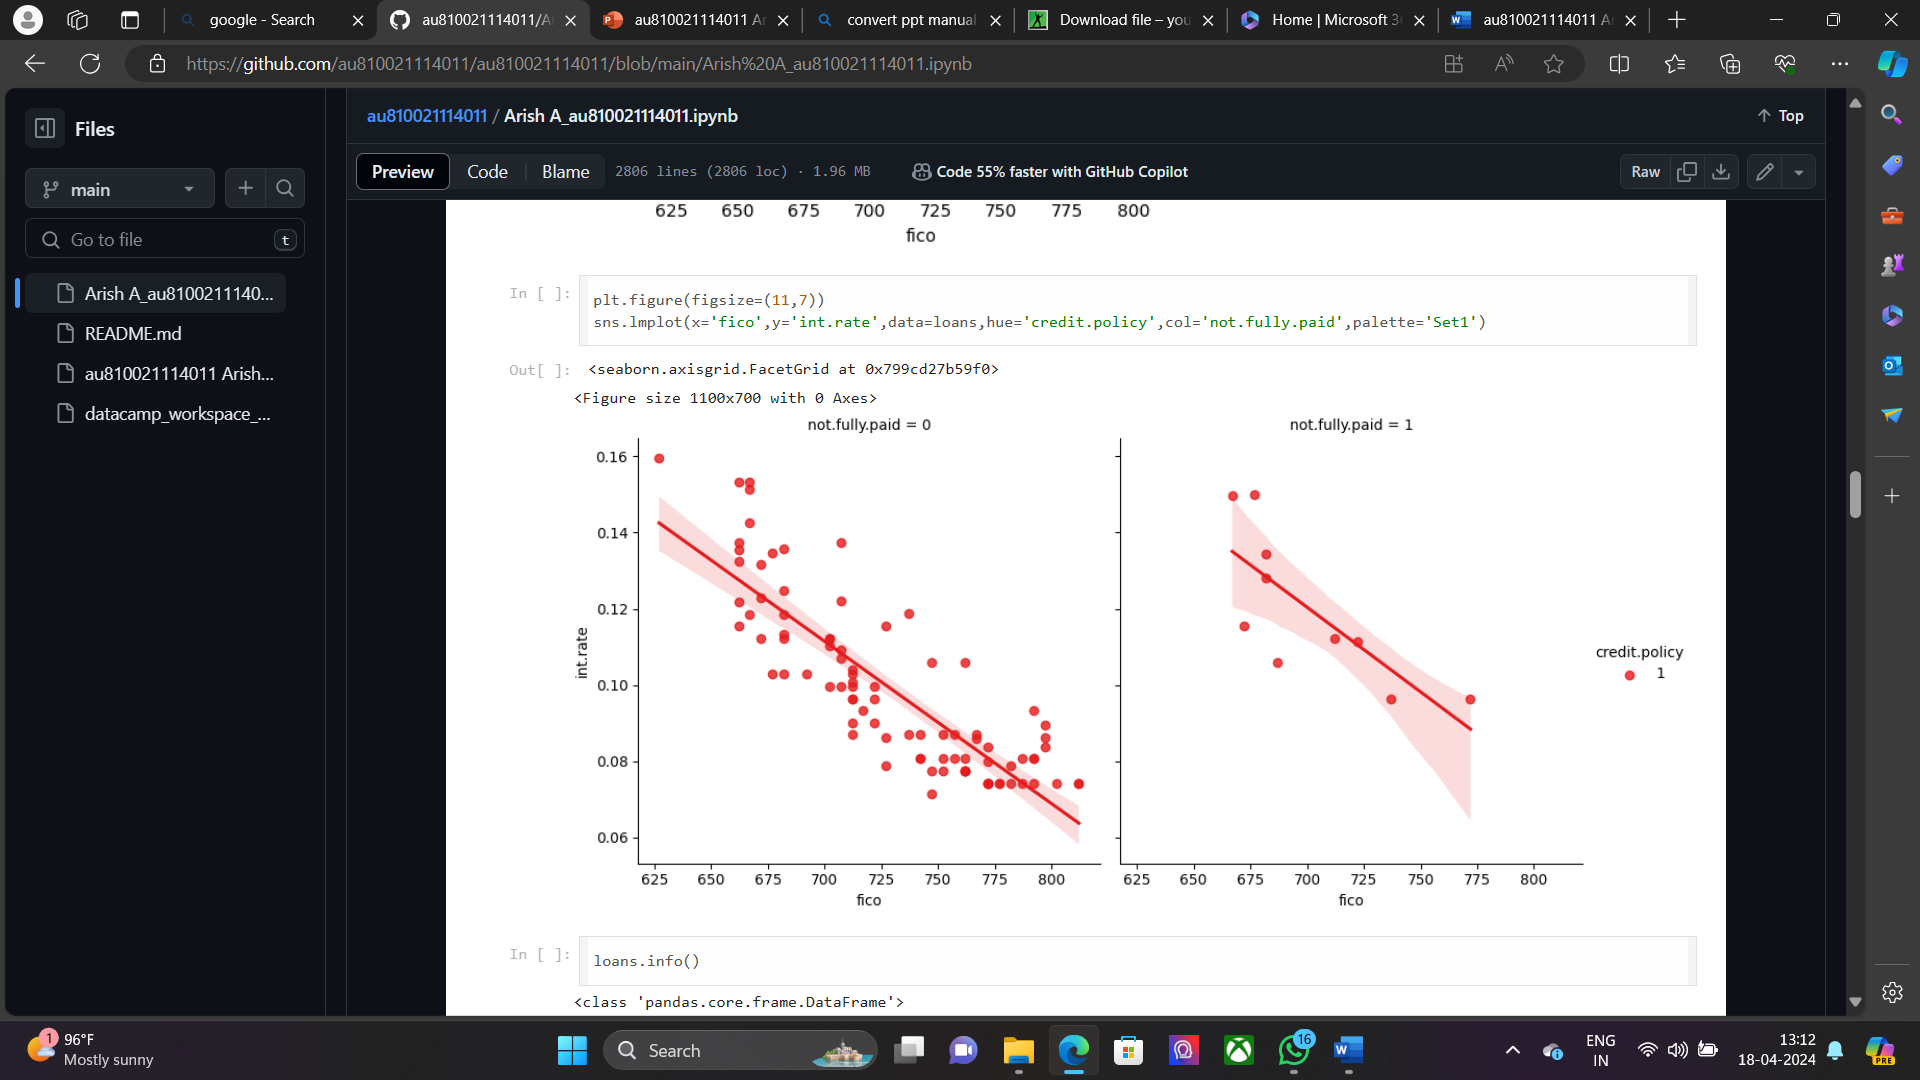 google - Search
au810021114011/A
au810021114011 A
convert ppt manual
Download file – you
Home | Microsoft 3
au810021114011 A
https://github.com/au810021114011/au810021114011/blob/main/Arish%20A_au810021114011.ipynb
Files
au810021114011 / Arish A_au810021114011.ipynb
Top
main
Preview Code Blame 2806 lines (2806 loc) · 1.96 MB Code 55% faster with GitHub Copilot Raw
Go to file t
Arish A_au8100211140...
README.md
au810021114011 Arish...
datacamp_workspace_...
625 650 675 700 725 750 775 800
fico
In [ ]:
plt.figure(figsize=(11,7))
sns.lmplot(x='fico',y='int.rate',data=loans,hue='credit.policy',col='not.fully.paid',palette='Set1')
Out[ ]: <seaborn.axisgrid.FacetGrid at 0x799cd27b59f0>
<Figure size 1100x700 with 0 Axes>
not.fully.paid = 0
not.fully.paid = 1
0.16
0.14
0.12
0.10
0.08
0.06
int.rate
625 650 675 700 725 750 775 800
fico
625 650 675 700 725 750 775 800
fico
credit.policy
1
In [ ]:
loans.info()
<class 'pandas.core.frame.DataFrame'>
1
96°F
Mostly sunny
Search
16
ENG
IN
13:12
18-04-2024
PRE